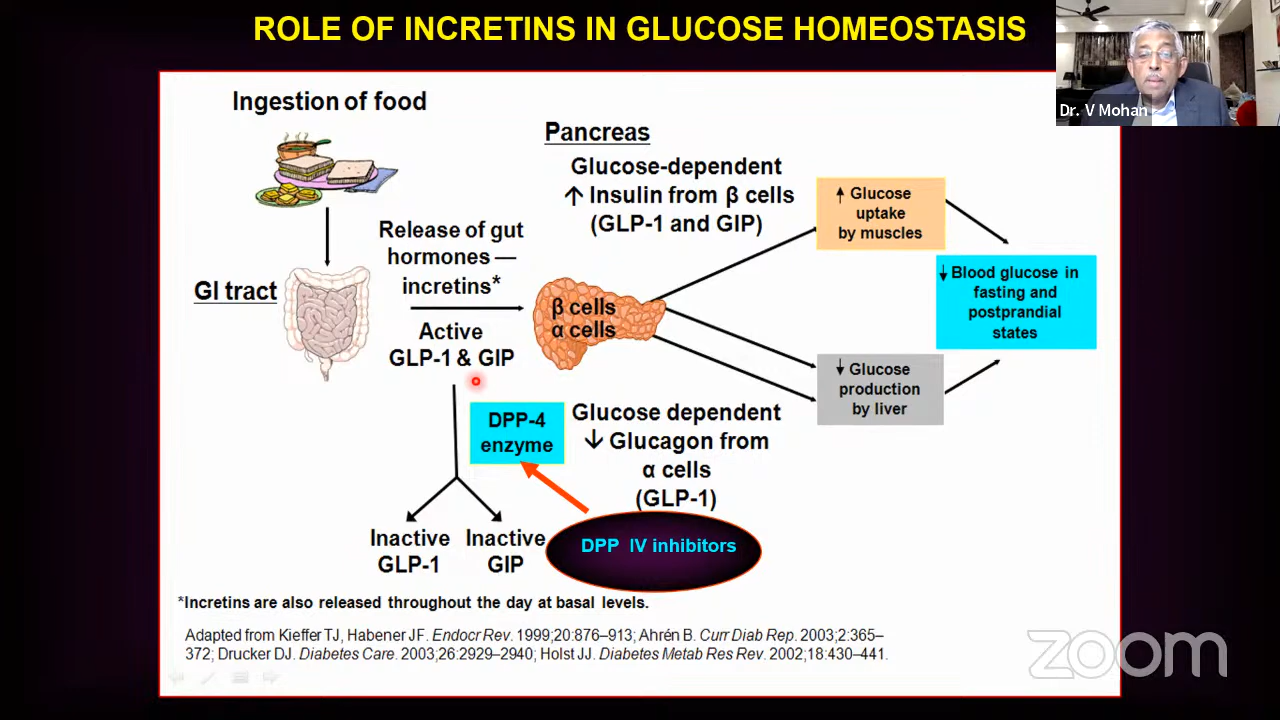 ROLE OF INCRETINS IN GLUCOSE HOMEOSTASIS
Dr. V Mohan
Ingestion of food
GI tract
Release of gut
hormones —
incretins*
Active
GLP-1 & GIP
Pancreas
Glucose-dependent
↑ Insulin from β cells
(GLP-1 and GIP)
β cells
α cells
↑ Glucose
uptake
by muscles
↓ Blood glucose in
fasting and
postprandial
states
↓ Glucose
production
by liver
DPP-4
enzyme
Glucose dependent
↓ Glucagon from
α cells
(GLP-1)
Inactive
GLP-1
Inactive
GIP
DPP IV inhibitors
*Incretins are also released throughout the day at basal levels.
Adapted from Kieffer TJ, Habener JF. Endocr Rev. 1999;20:876–913; Ahrén B. Curr Diab Rep. 2003;2:365–
372; Drucker DJ. Diabetes Care. 2003;26:2929–2940; Holst JJ. Diabetes Metab Res Rev. 2002;18:430–441.
zoom